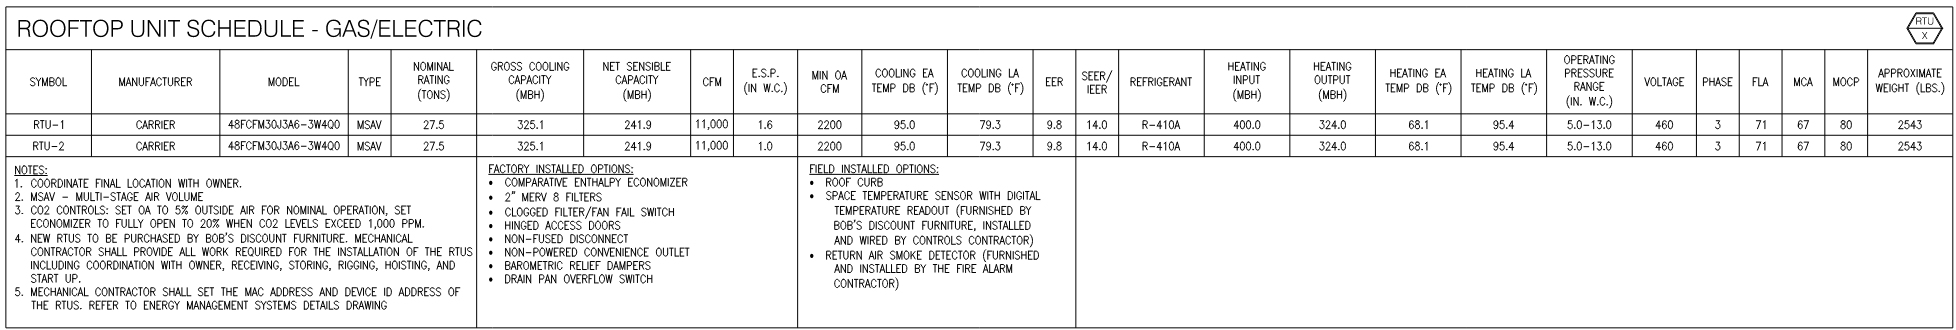 ROOFTOP UNIT SCHEDULE - GAS/ELECTRIC
RTU
X
SYMBOL MANUFACTURER MODEL TYPE NOMINAL RATING (TONS) GROSS COOLING CAPACITY (MBH) NET SENSIBLE CAPACITY (MBH) CFM E.S.P. (IN W.C.) MIN OA CFM COOLING EA TEMP DB (°F) COOLING LA TEMP DB (°F) EER SEER/ IEER REFRIGERANT HEATING INPUT (MBH) HEATING OUTPUT (MBH) HEATING EA TEMP DB (°F) HEATING LA TEMP DB (°F) OPERATING PRESSURE RANGE (IN. W.C.) VOLTAGE PHASE FLA MCA MOCP APPROXIMATE WEIGHT (LBS.)
RTU-1 CARRIER 48FCFM30J3A6-3W4Q0 MSAV 27.5 325.1 241.9 11,000 1.6 2200 95.0 79.3 9.8 14.0 R-410A 400.0 324.0 68.1 95.4 5.0-13.0 460 3 71 67 80 2543
RTU-2 CARRIER 48FCFM30J3A6-3W4Q0 MSAV 27.5 325.1 241.9 11,000 1.0 2200 95.0 79.3 9.8 14.0 R-410A 400.0 324.0 68.1 95.4 5.0-13.0 460 3 71 67 80 2543
NOTES:
1. COORDINATE FINAL LOCATION WITH OWNER.
2. MSAV - MULTI-STAGE AIR VOLUME
3. CO2 CONTROLS: SET OA TO 5% OUTSIDE AIR FOR NOMINAL OPERATION, SET
ECONOMIZER TO FULLY OPEN TO 20% WHEN CO2 LEVELS EXCEED 1,000 PPM.
4. NEW RTUS TO BE PURCHASED BY BOB'S DISCOUNT FURNITURE. MECHANICAL
CONTRACTOR SHALL PROVIDE ALL WORK REQUIRED FOR THE INSTALLATION OF THE RTUS
INCLUDING COORDINATION WITH OWNER, RECEIVING, STORING, RIGGING, HOISTING, AND
START UP.
5. MECHANICAL CONTRACTOR SHALL SET THE MAC ADDRESS AND DEVICE ID ADDRESS OF
THE RTUS. REFER TO ENERGY MANAGEMENT SYSTEMS DETAILS DRAWING
FACTORY INSTALLED OPTIONS:
• COMPARATIVE ENTHALPY ECONOMIZER
• 2" MERV 8 FILTERS
• CLOGGED FILTER/FAN FAIL SWITCH
• HINGED ACCESS DOORS
• NON-FUSED DISCONNECT
• NON-POWERED CONVENIENCE OUTLET
• BAROMETRIC RELIEF DAMPERS
• DRAIN PAN OVERFLOW SWITCH
FIELD INSTALLED OPTIONS:
• ROOF CURB
• SPACE TEMPERATURE SENSOR WITH DIGITAL
TEMPERATURE READOUT (FURNISHED BY
BOB'S DISCOUNT FURNITURE, INSTALLED
AND WIRED BY CONTROLS CONTRACTOR)
• RETURN AIR SMOKE DETECTOR (FURNISHED
AND INSTALLED BY THE FIRE ALARM
CONTRACTOR)